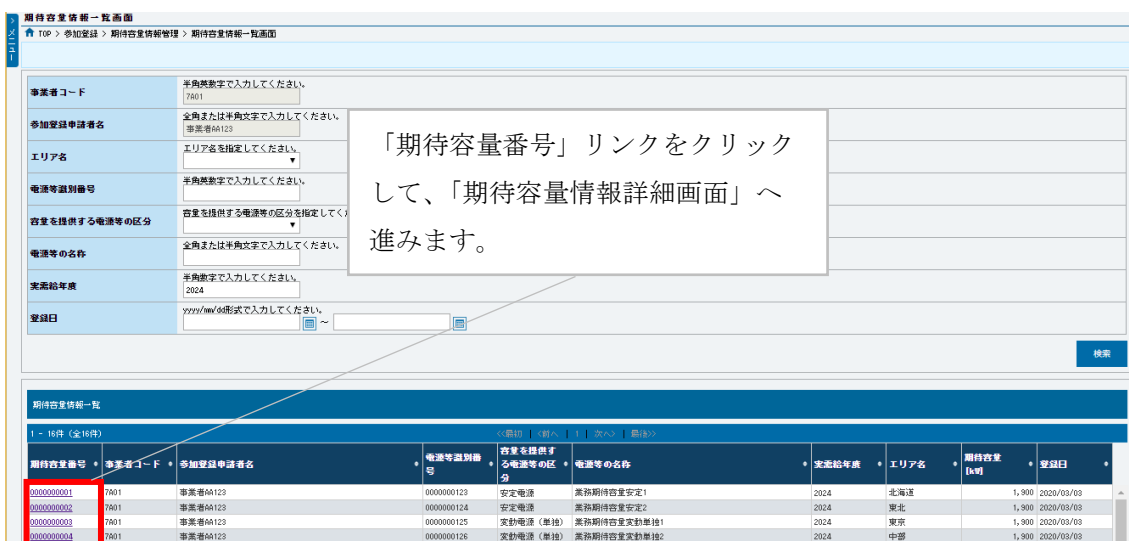 期待容量情報一覧画面
TOP > 参加登録 > 期待容量情報管理 > 期待容量情報一覧画面
> メニュー
事業者コード
半角英数字で入力してください。
7A01
参加登録申請者名
全角または半角文字で入力してください。
事業者AA123
エリア名
エリア名を指定してください。
電源等識別番号
半角英数字で入力してください。
容量を提供する電源等の区分
容量を提供する電源等の区分を指定してく
電源等の名称
全角または半角文字で入力してください。
実需給年度
半角数字で入力してください。
2024
登録日
yyyy/mm/dd形式で入力してください。
~
「期待容量番号」リンクをクリック
して、「期待容量情報詳細画面」へ
進みます。
検索
期待容量情報一覧
1 - 16件 (全16件)
<<最初 | <前へ | 1 | 次へ> | 最後>>
期待容量番号 事業者コード 参加登録申請者名 電源等識別番号 容量を提供する電源等の区分 電源等の名称 実需給年度 エリア名 期待容量[kW] 登録日
0000000001 7A01 事業者AA123 0000000123 安定電源 業務期待容量安定1 2024 北海道 1,900 2020/03/03
0000000002 7A01 事業者AA123 0000000124 安定電源 業務期待容量安定2 2024 東北 1,900 2020/03/03
0000000003 7A01 事業者AA123 0000000125 変動電源 (単独) 業務期待容量変動単独1 2024 東京 1,900 2020/03/03
0000000004 7A01 事業者AA123 0000000126 変動電源 (単独) 業務期待容量変動単独2 2024 中部 1,900 2020/03/03